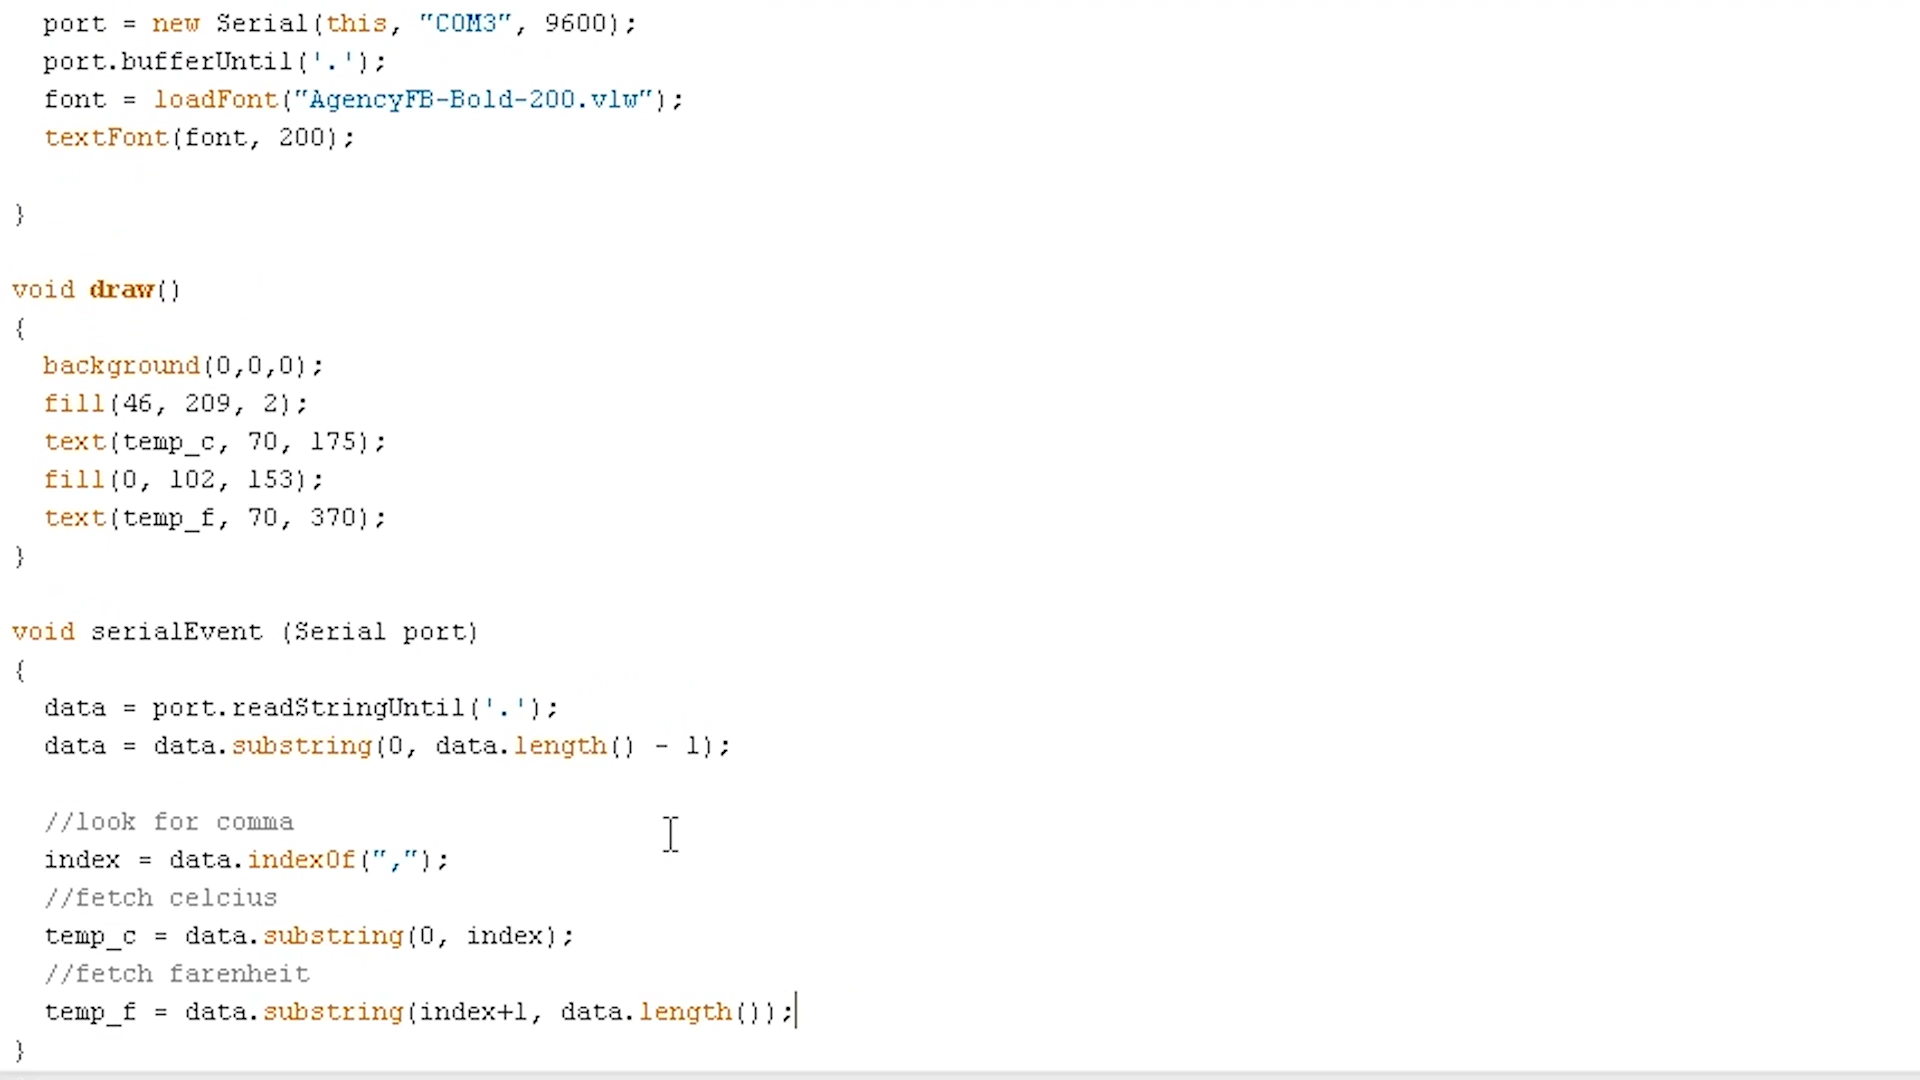 port = new Serial(this, "COM3", 9600);
port.bufferUntil('.');
font = loadFont("AgencyFB-Bold-200.vlw");
textFont(font, 200);
}
void draw()
{
background(0,0,0);
fill(46, 209, 2);
text(temp_c, 70, 175);
fill(0, 102, 153);
text(temp_f, 70, 370);
}
void serialEvent (Serial port)
{
data = port.readStringUntil('.');
data = data.substring(0, data.length() - 1);
//look for comma
index = data.indexOf(",");
//fetch celcius
temp_c = data.substring(0, index);
//fetch farenheit
temp_f = data.substring(index+1, data.length());
}